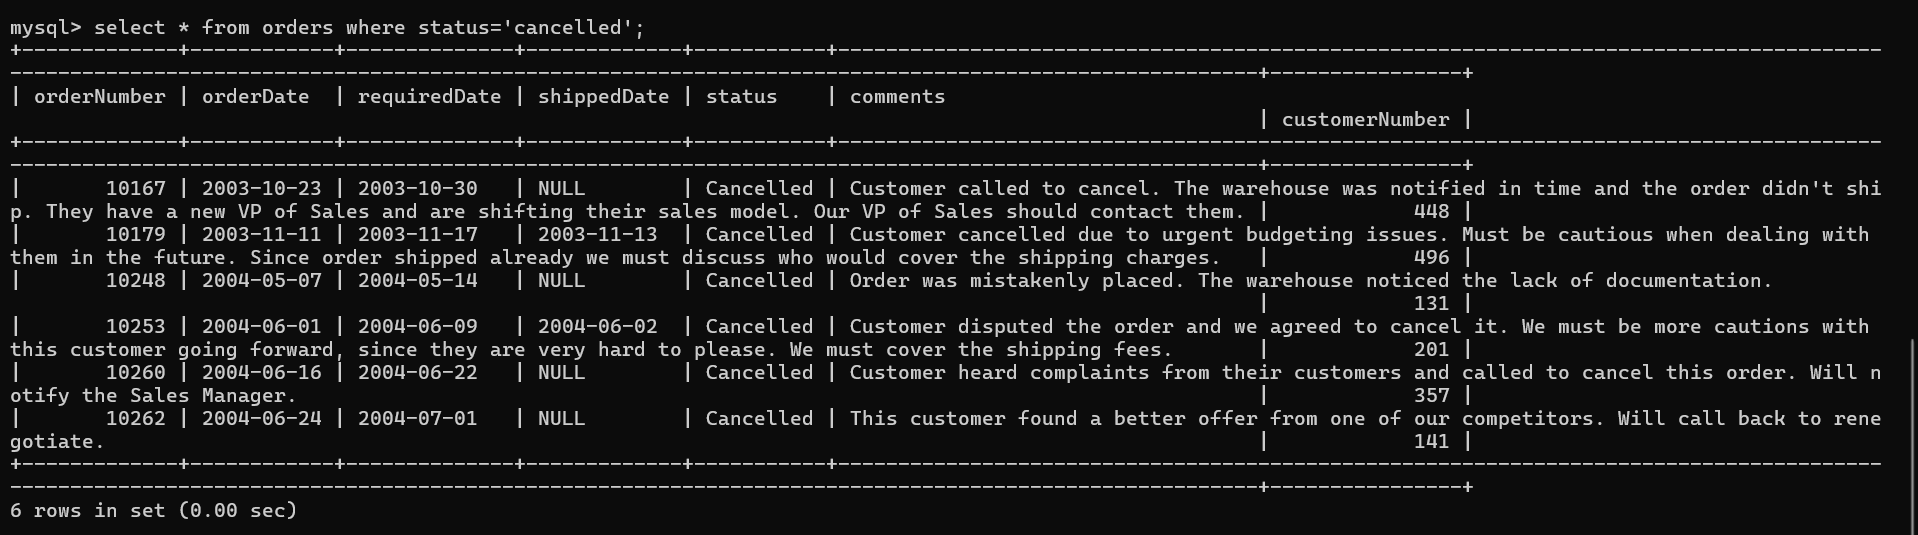 mysql> select * from orders where status='cancelled';
+-------------+------------+--------------+-------------+-----------+---------------------------------------------------------------------------------------
--------------------------------------------------------------------------------------------------------+----------------+
| orderNumber | orderDate  | requiredDate | shippedDate | status    | comments
                                                                                                        | customerNumber |
+-------------+------------+--------------+-------------+-----------+---------------------------------------------------------------------------------------
--------------------------------------------------------------------------------------------------------+----------------+
|       10167 | 2003-10-23 | 2003-10-30   | NULL        | Cancelled | Customer called to cancel. The warehouse was notified in time and the order didn't shi
p. They have a new VP of Sales and are shifting their sales model. Our VP of Sales should contact them. |            448 |
|       10179 | 2003-11-11 | 2003-11-17   | 2003-11-13  | Cancelled | Customer cancelled due to urgent budgeting issues. Must be cautious when dealing with
them in the future. Since order shipped already we must discuss who would cover the shipping charges.   |            496 |
|       10248 | 2004-05-07 | 2004-05-14   | NULL        | Cancelled | Order was mistakenly placed. The warehouse noticed the lack of documentation.
                                                                                                        |            131 |
|       10253 | 2004-06-01 | 2004-06-09   | 2004-06-02  | Cancelled | Customer disputed the order and we agreed to cancel it. We must be more cautions with
this customer going forward, since they are very hard to please. We must cover the shipping fees.       |            201 |
|       10260 | 2004-06-16 | 2004-06-22   | NULL        | Cancelled | Customer heard complaints from their customers and called to cancel this order. Will n
otify the Sales Manager.                                                                                |            357 |
|       10262 | 2004-06-24 | 2004-07-01   | NULL        | Cancelled | This customer found a better offer from one of our competitors. Will call back to rene
gotiate.                                                                                                |            141 |
+-------------+------------+--------------+-------------+-----------+---------------------------------------------------------------------------------------
--------------------------------------------------------------------------------------------------------+----------------+
6 rows in set (0.00 sec)